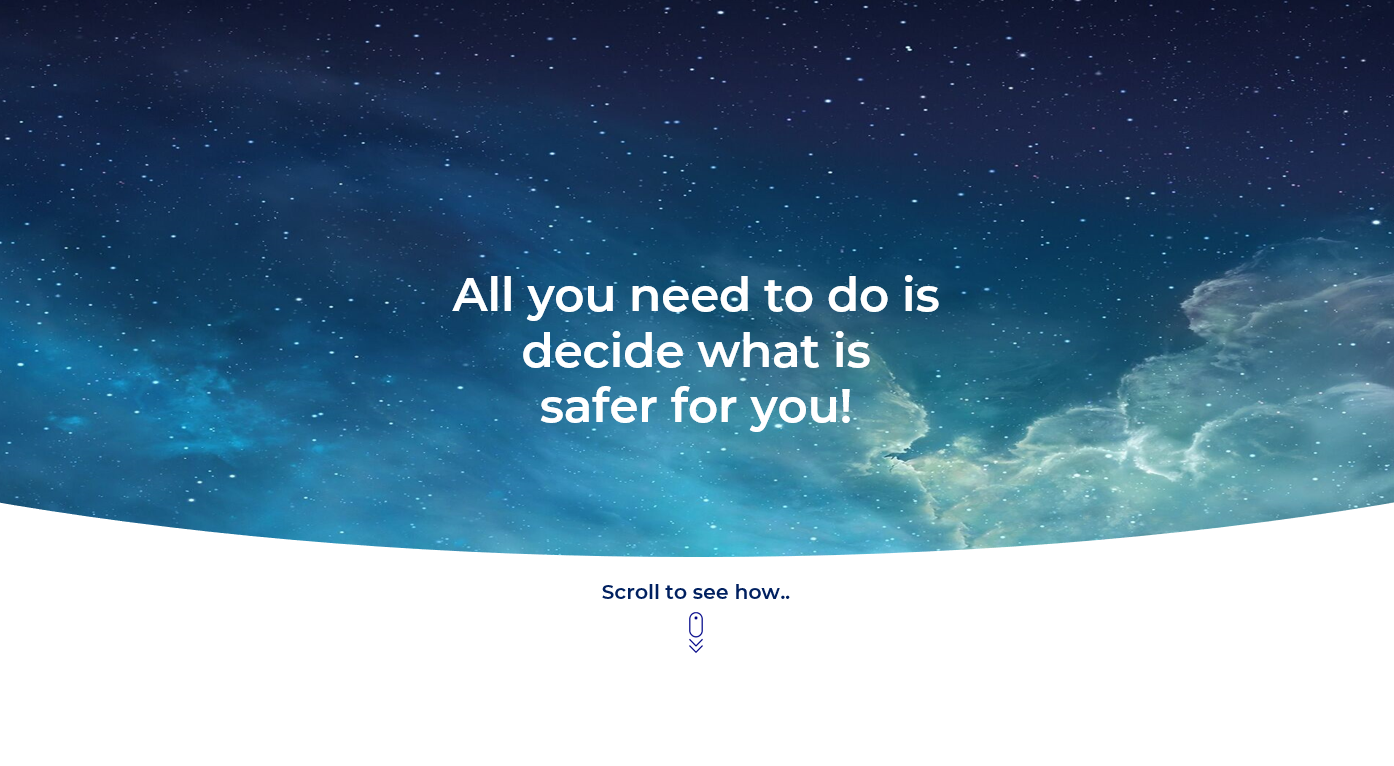 All you need to do is
decide what is
safer for you!
Scroll to see how..